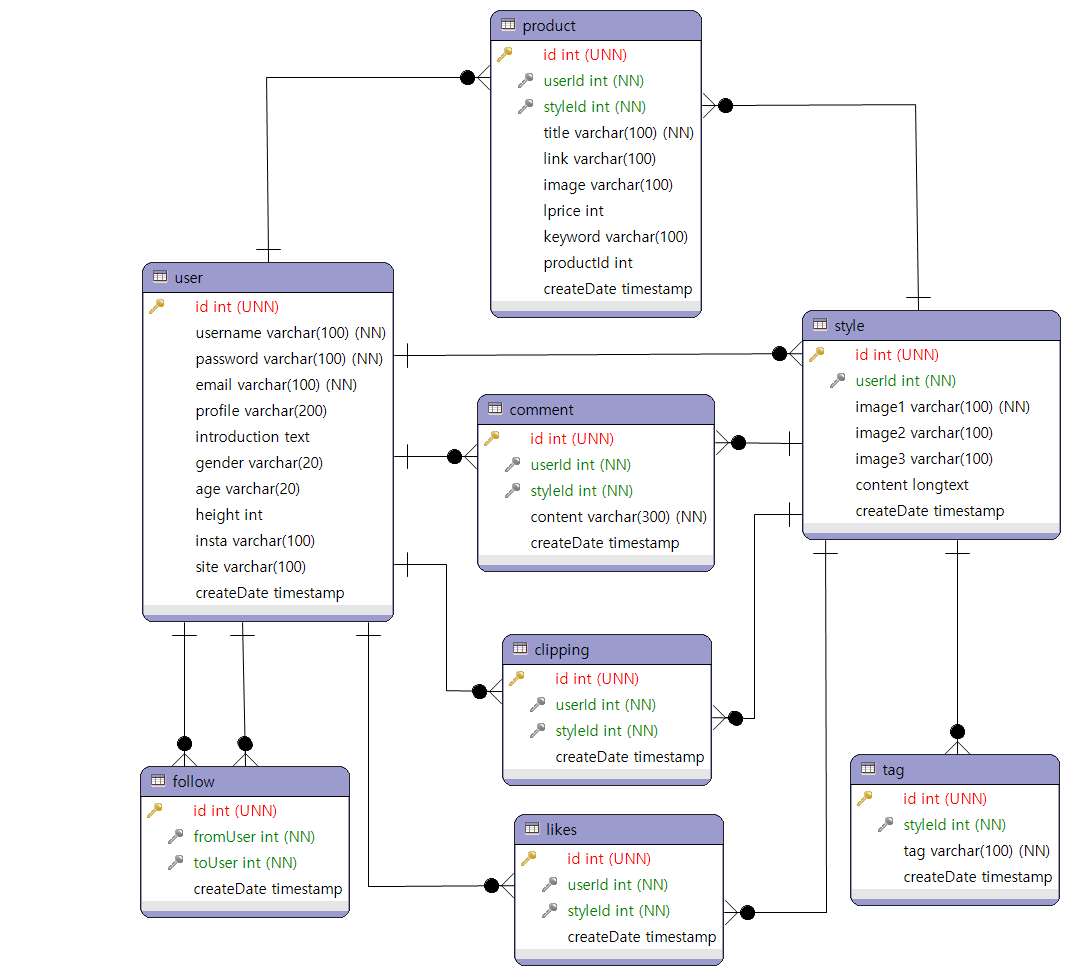 product
id int (UNN)
userId int (NN)
styleId int (NN)
title varchar(100) (NN)
link varchar(100)
image varchar(100)
lprice int
keyword varchar(100)
productId int
createDate timestamp
user
id int (UNN)
username varchar(100) (NN)
password varchar(100) (NN)
email varchar(100) (NN)
profile varchar(200)
introduction text
gender varchar(20)
age varchar(20)
height int
insta varchar(100)
site varchar(100)
createDate timestamp
style
id int (UNN)
userId int (NN)
image1 varchar(100) (NN)
image2 varchar(100)
image3 varchar(100)
content longtext
createDate timestamp
comment
id int (UNN)
userId int (NN)
styleId int (NN)
content varchar(300) (NN)
createDate timestamp
clipping
id int (UNN)
userId int (NN)
styleId int (NN)
createDate timestamp
follow
id int (UNN)
fromUser int (NN)
toUser int (NN)
createDate timestamp
likes
id int (UNN)
userId int (NN)
styleId int (NN)
createDate timestamp
tag
id int (UNN)
styleId int (NN)
tag varchar(100) (NN)
createDate timestamp